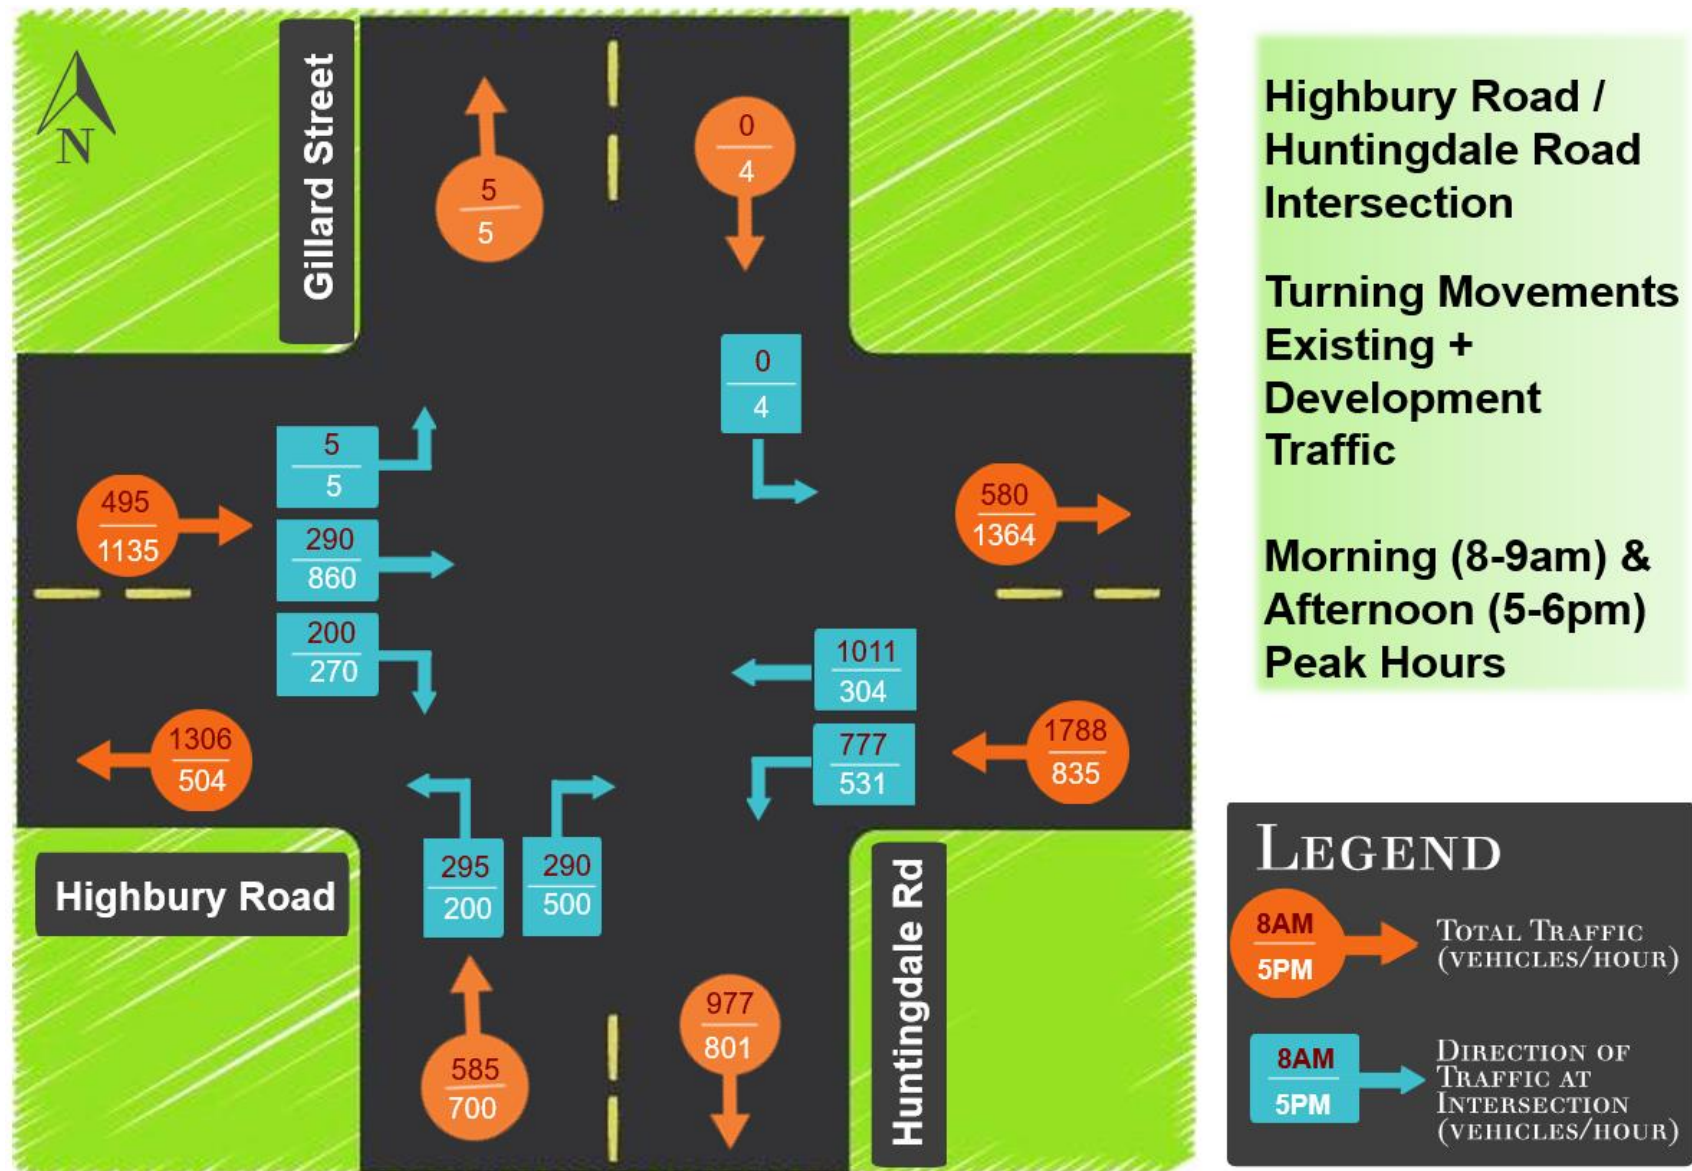 N
Gillard Street
5
5
0
4
0
4
5
5
495
1135
290
860
200
270
580
1364
1011
304
777
531
1788
835
1306
504
Highbury Road
295
200
290
500
585
700
977
801
Huntingdale Rd
Highbury Road /
Huntingdale Road
Intersection
Turning Movements
Existing +
Development
Traffic
Morning (8-9am) &
Afternoon (5-6pm)
Peak Hours
LEGEND
8AM
5PM
TOTAL TRAFFIC
(VEHICLES/HOUR)
8AM
5PM
DIRECTION OF
TRAFFIC AT
INTERSECTION
(VEHICLES/HOUR)